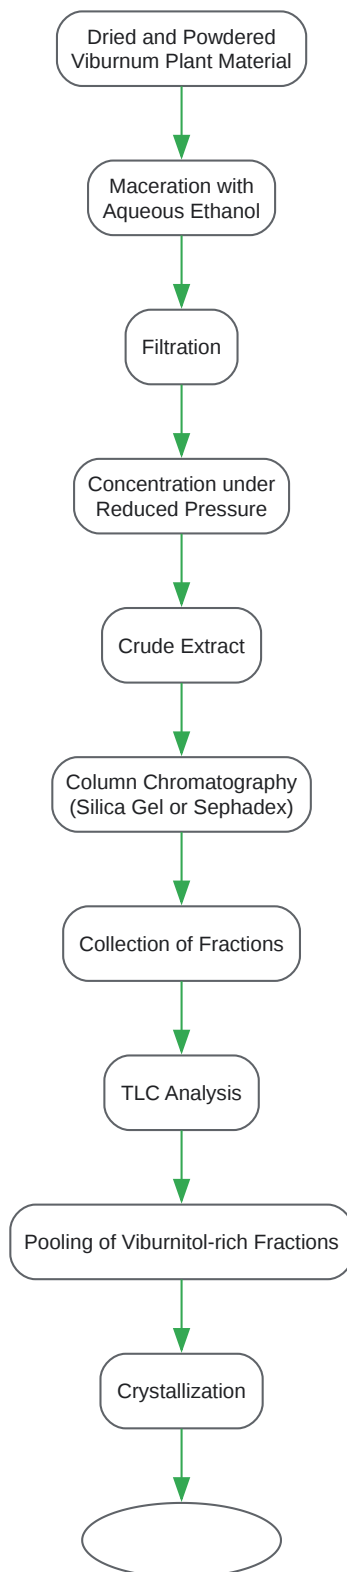 Dried and Powdered
Viburnum Plant Material
Maceration with
Aqueous Ethanol
Filtration
Concentration under
Reduced Pressure
Crude Extract
Column Chromatography
(Silica Gel or Sephadex)
Collection of Fractions
TLC Analysis
Pooling of Viburnitol-rich Fractions
Crystallization